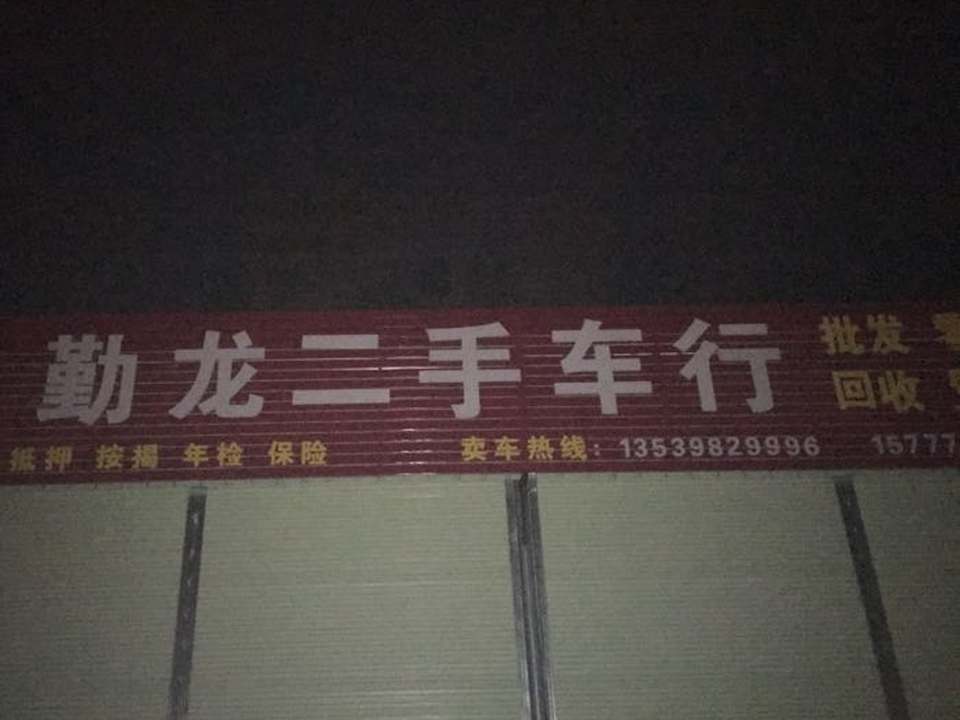 勤龙二手车行
批发
回收
抵押 按揭 年检 保险 卖车热线: 13539829996 15777